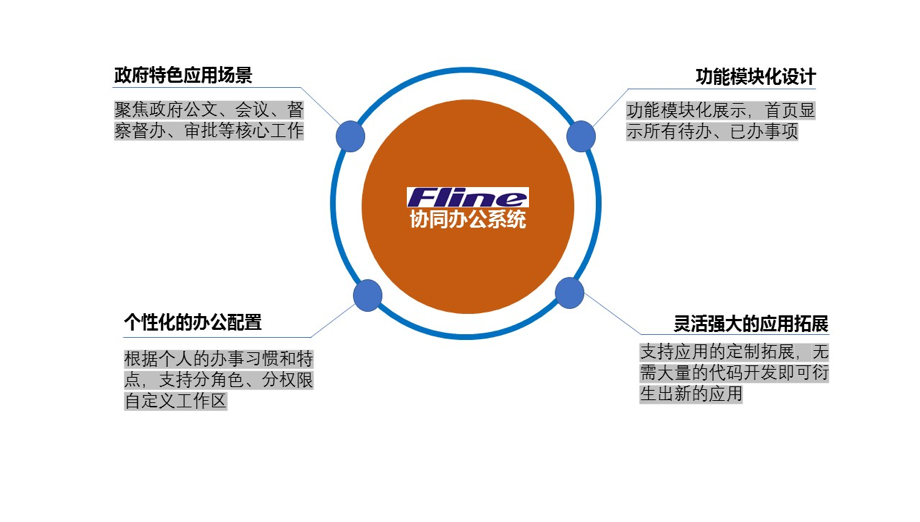 政府特色应用场景
聚焦政府公文、会议、督
察督办、审批等核心工作
功能模块化设计
功能模块化展示，首页显
示所有待办、已办事项
Fline
协同办公系统
个性化的办公配置
根据个人的办事习惯和特
点，支持分角色、分权限
自定义工作区
灵活强大的应用拓展
支持应用的定制拓展，无
需大量的代码开发即可衍
生出新的应用